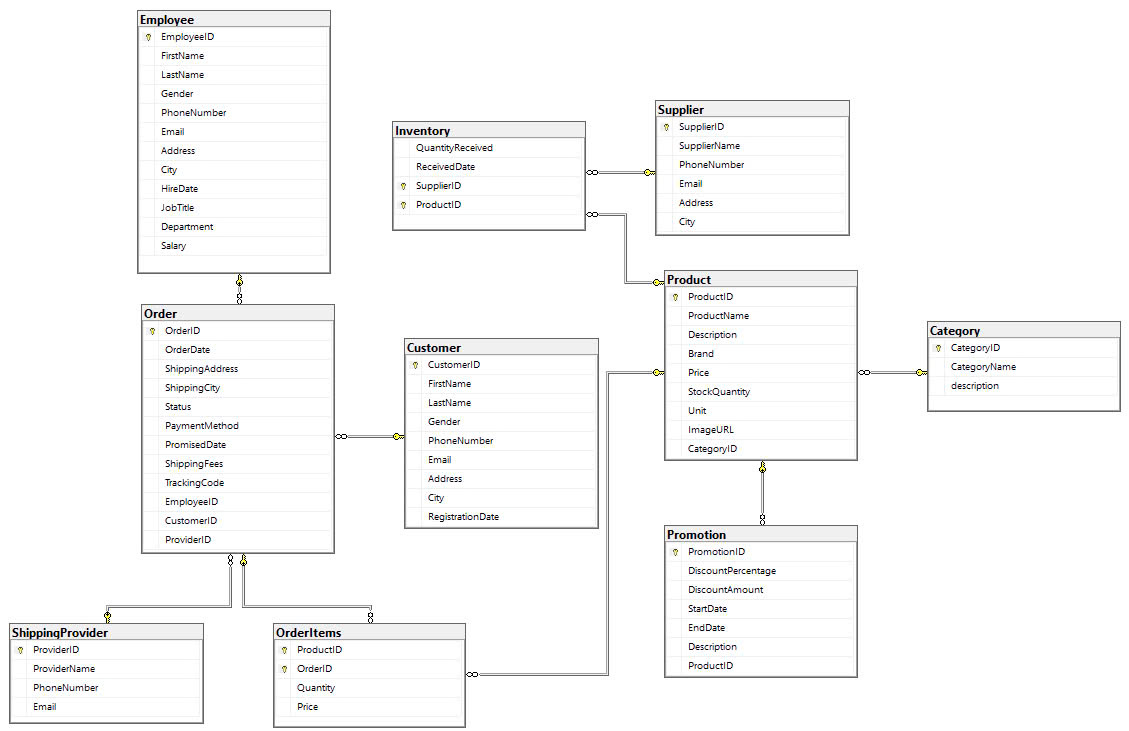 Employee
EmployeeID
FirstName
LastName
Gender
PhoneNumber
Email
Address
City
HireDate
JobTitle
Department
Salary
Inventory
QuantityReceived
ReceivedDate
SupplierID
ProductID
Supplier
SupplierID
SupplierName
PhoneNumber
Email
Address
City
Order
OrderID
OrderDate
ShippingAddress
ShippingCity
Status
PaymentMethod
PromisedDate
ShippingFees
TrackingCode
EmployeeID
CustomerID
ProviderID
Customer
CustomerID
FirstName
LastName
Gender
PhoneNumber
Email
Address
City
RegistrationDate
Product
ProductID
ProductName
Description
Brand
Price
StockQuantity
Unit
ImageURL
CategoryID
Category
CategoryID
CategoryName
description
ShippingProvider
ProviderID
ProviderName
PhoneNumber
Email
OrderItems
ProductID
OrderID
Quantity
Price
Promotion
PromotionID
DiscountPercentage
DiscountAmount
StartDate
EndDate
Description
ProductID